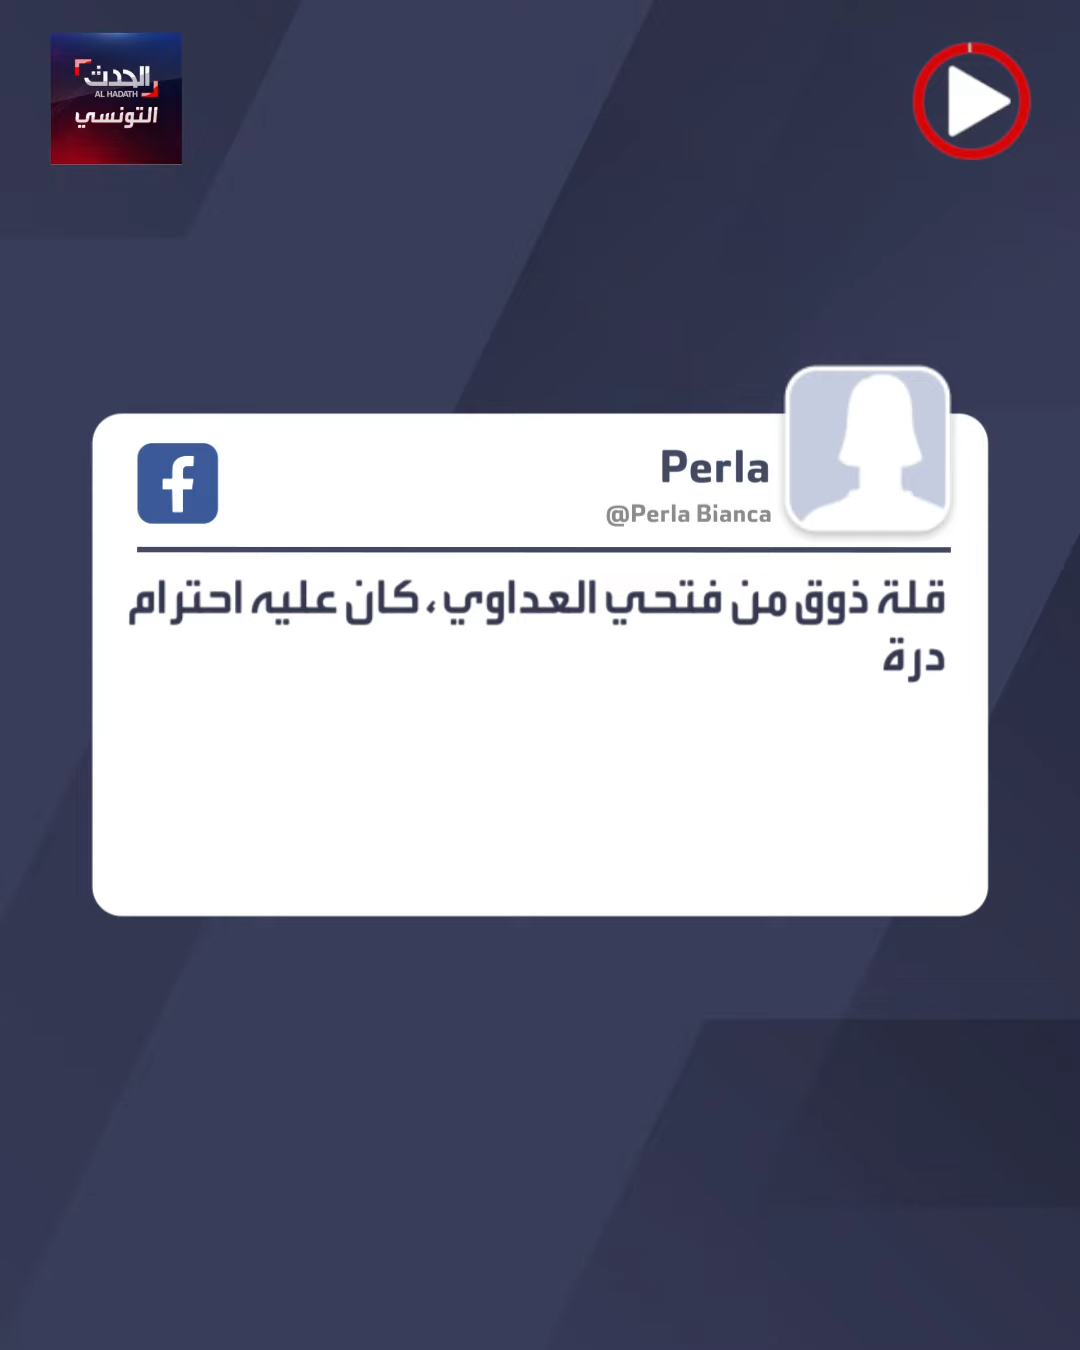 الحدث
AL HADATH
التونسي
Perla
@Perla Bianca
قلة ذوق من فتحي العداوي، كان عليه احترام
درة